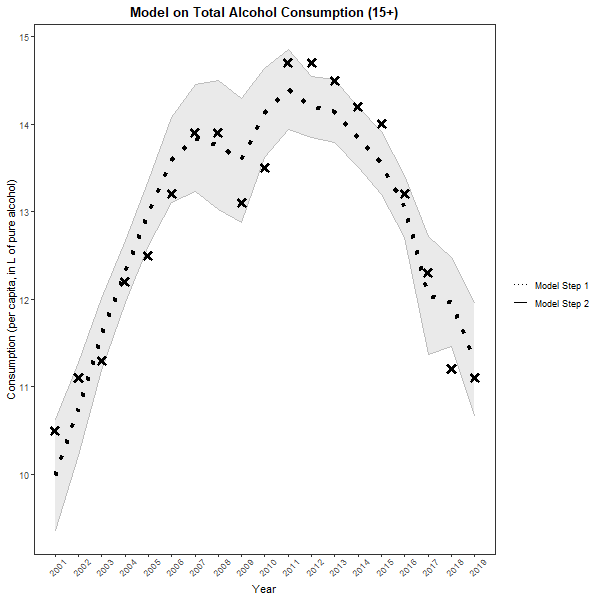 Model on Total Alcohol Consumption (15+)
Consumption (per capita, in L of pure alcohol)
15
14
13
12
11
10
2001 2002 2003 2004 2005 2006 2007 2008 2009 2010 2011 2012 2013 2014 2015 2016 2017 2018 2019
Year
Model Step 1
Model Step 2